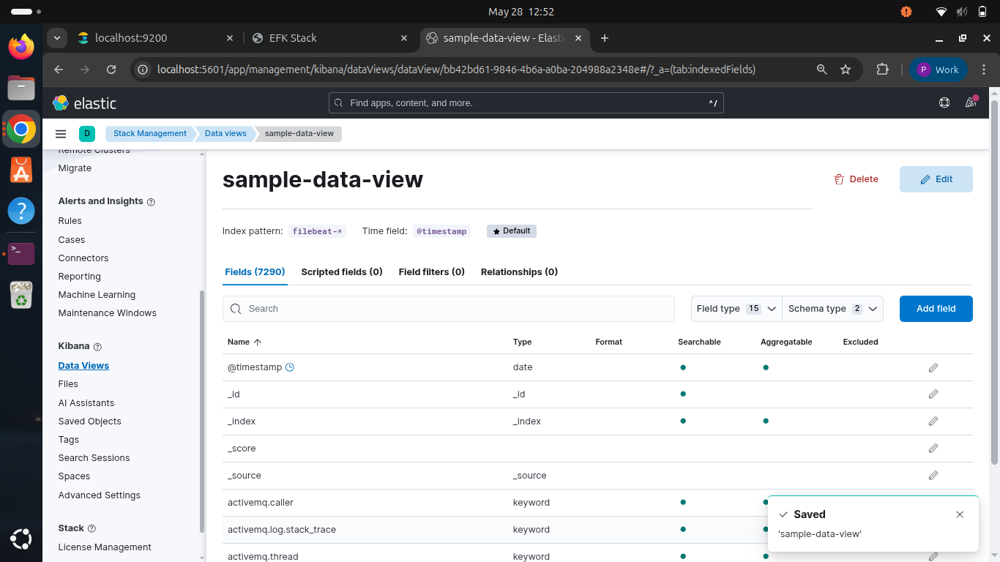 May 28 12:52
localhost:9200
EFK Stack
sample-data-view - Elastic
localhost:5601/app/management/kibana/dataViews/dataView/bb42bd61-9846-4b6a-a0ba-204988a2348e#/?_a=(tab:indexedFields)
P Work
elastic
Find apps, content, and more. ^/
D Stack Management Data views sample-data-view
Remote Clusters
Migrate
Alerts and Insights
Rules
Cases
Connectors
Reporting
Machine Learning
Maintenance Windows
Kibana
Data Views
Files
AI Assistants
Saved Objects
Tags
Search Sessions
Spaces
Advanced Settings
Stack
License Management
sample-data-view
Delete Edit
Index pattern: filebeat-* Time field: @timestamp Default
Fields (7290) Scripted fields (0) Field filters (0) Relationships (0)
Search Field type 15 Schema type 2 Add field
Name Type Format Searchable Aggregatable Excluded
@timestamp date
_id _id
_index _index
_score
_source _source
activemq.caller keyword
activemq.log.stack_trace keyword
activemq.thread keyword
Saved
'sample-data-view'